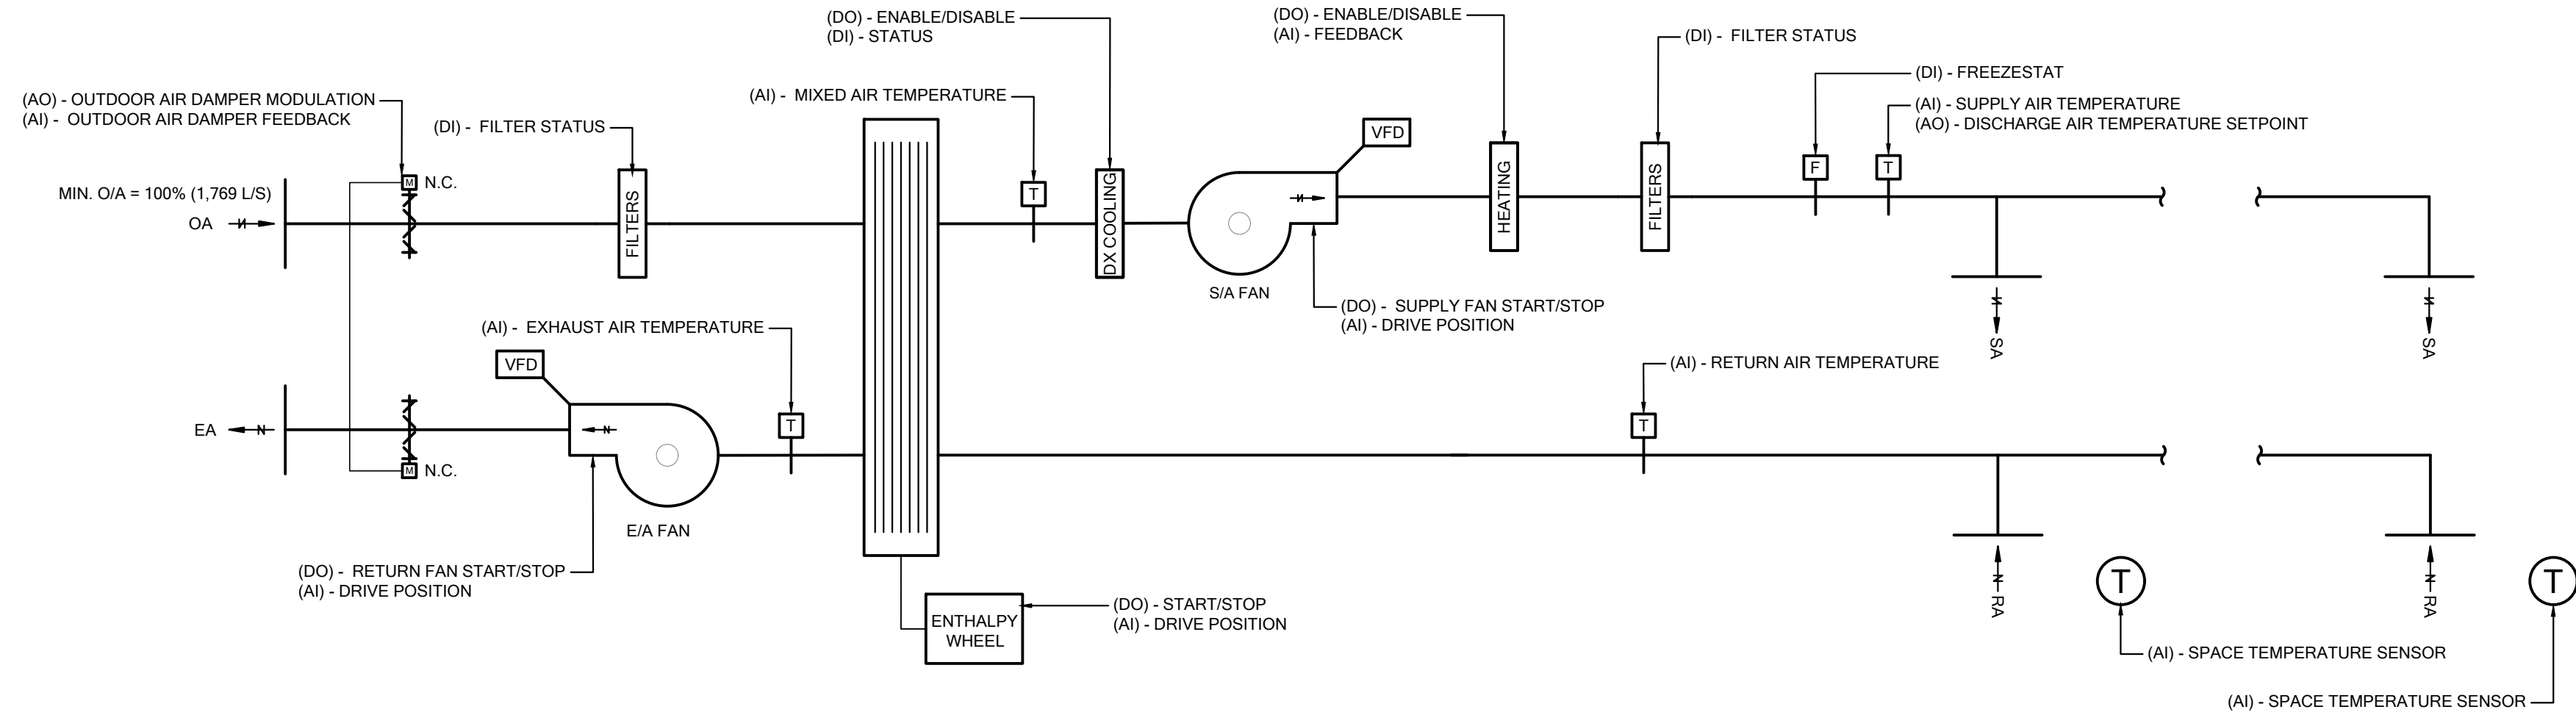 (DO) - ENABLE/DISABLE
(DI) - STATUS
(DO) - ENABLE/DISABLE
(AI) - FEEDBACK
(DI) - FILTER STATUS
(DI) - FREEZESTAT
(AO) - OUTDOOR AIR DAMPER MODULATION
(AI) - OUTDOOR AIR DAMPER FEEDBACK
(DI) - FILTER STATUS
(AI) - MIXED AIR TEMPERATURE
(AI) - SUPPLY AIR TEMPERATURE
(AO) - DISCHARGE AIR TEMPERATURE SETPOINT
VFD
MIN. O/A = 100% (1,769 L/S)
M
N.C.
OA
FILTERS
T
DX COOLING
HEATING
FILTERS
F
T
S/A FAN
(DO) - SUPPLY FAN START/STOP
(AI) - DRIVE POSITION
SA
SA
(AI) - EXHAUST AIR TEMPERATURE
VFD
(AI) - RETURN AIR TEMPERATURE
EA
T
T
M
N.C.
E/A FAN
(DO) - RETURN FAN START/STOP
(AI) - DRIVE POSITION
ENTHALPY
WHEEL
(DO) - START/STOP
(AI) - DRIVE POSITION
RA
T
RA
T
(AI) - SPACE TEMPERATURE SENSOR
(AI) - SPACE TEMPERATURE SENSOR